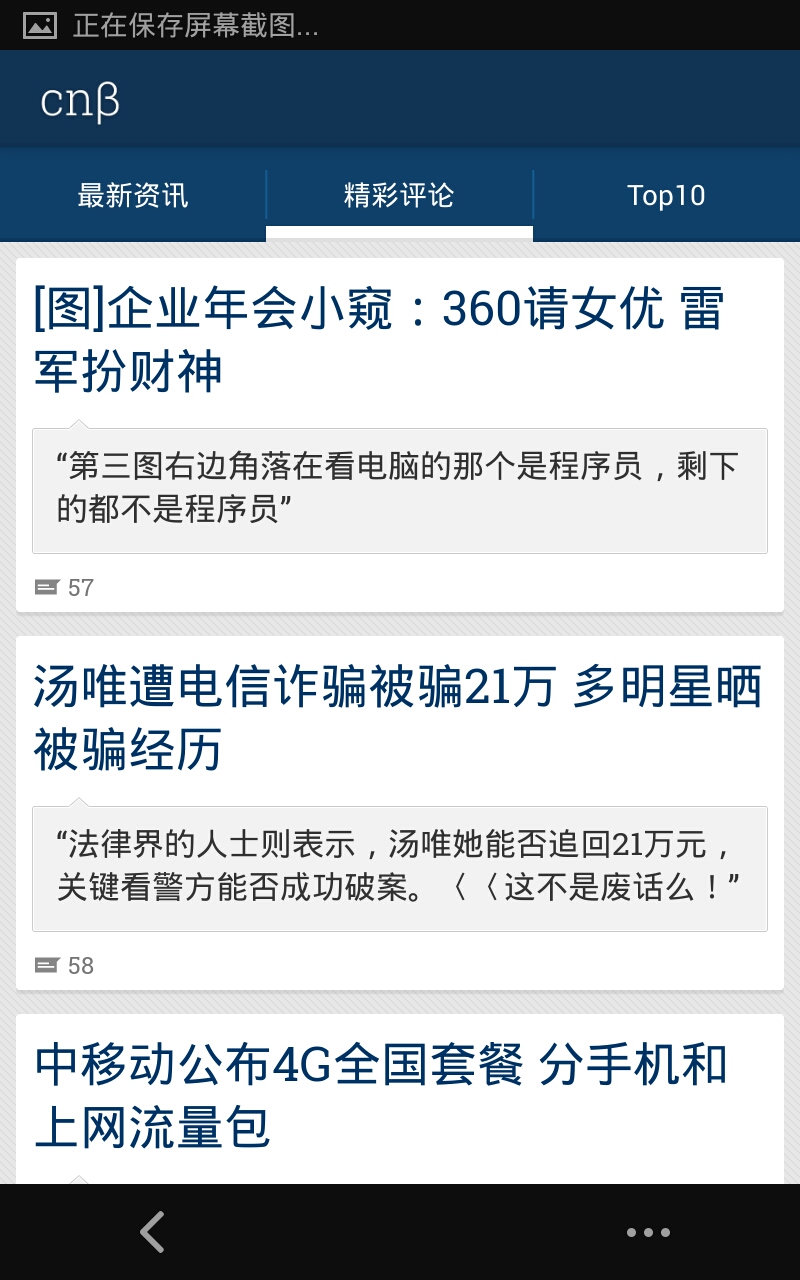 正在保存屏幕截图...
cnβ
最新资讯
精彩评论
Top10
[图]企业年会小窥：360请女优 雷
军扮财神
“第三图右边角落在看电脑的那个是程序员，剩下
的都不是程序员”
57
汤唯遭电信诈骗被骗21万 多明星晒
被骗经历
“法律界的人士则表示，汤唯她能否追回21万元，
关键看警方能否成功破案。〈〈这不是废话么！”
58
中移动公布4G全国套餐 分手机和
上网流量包